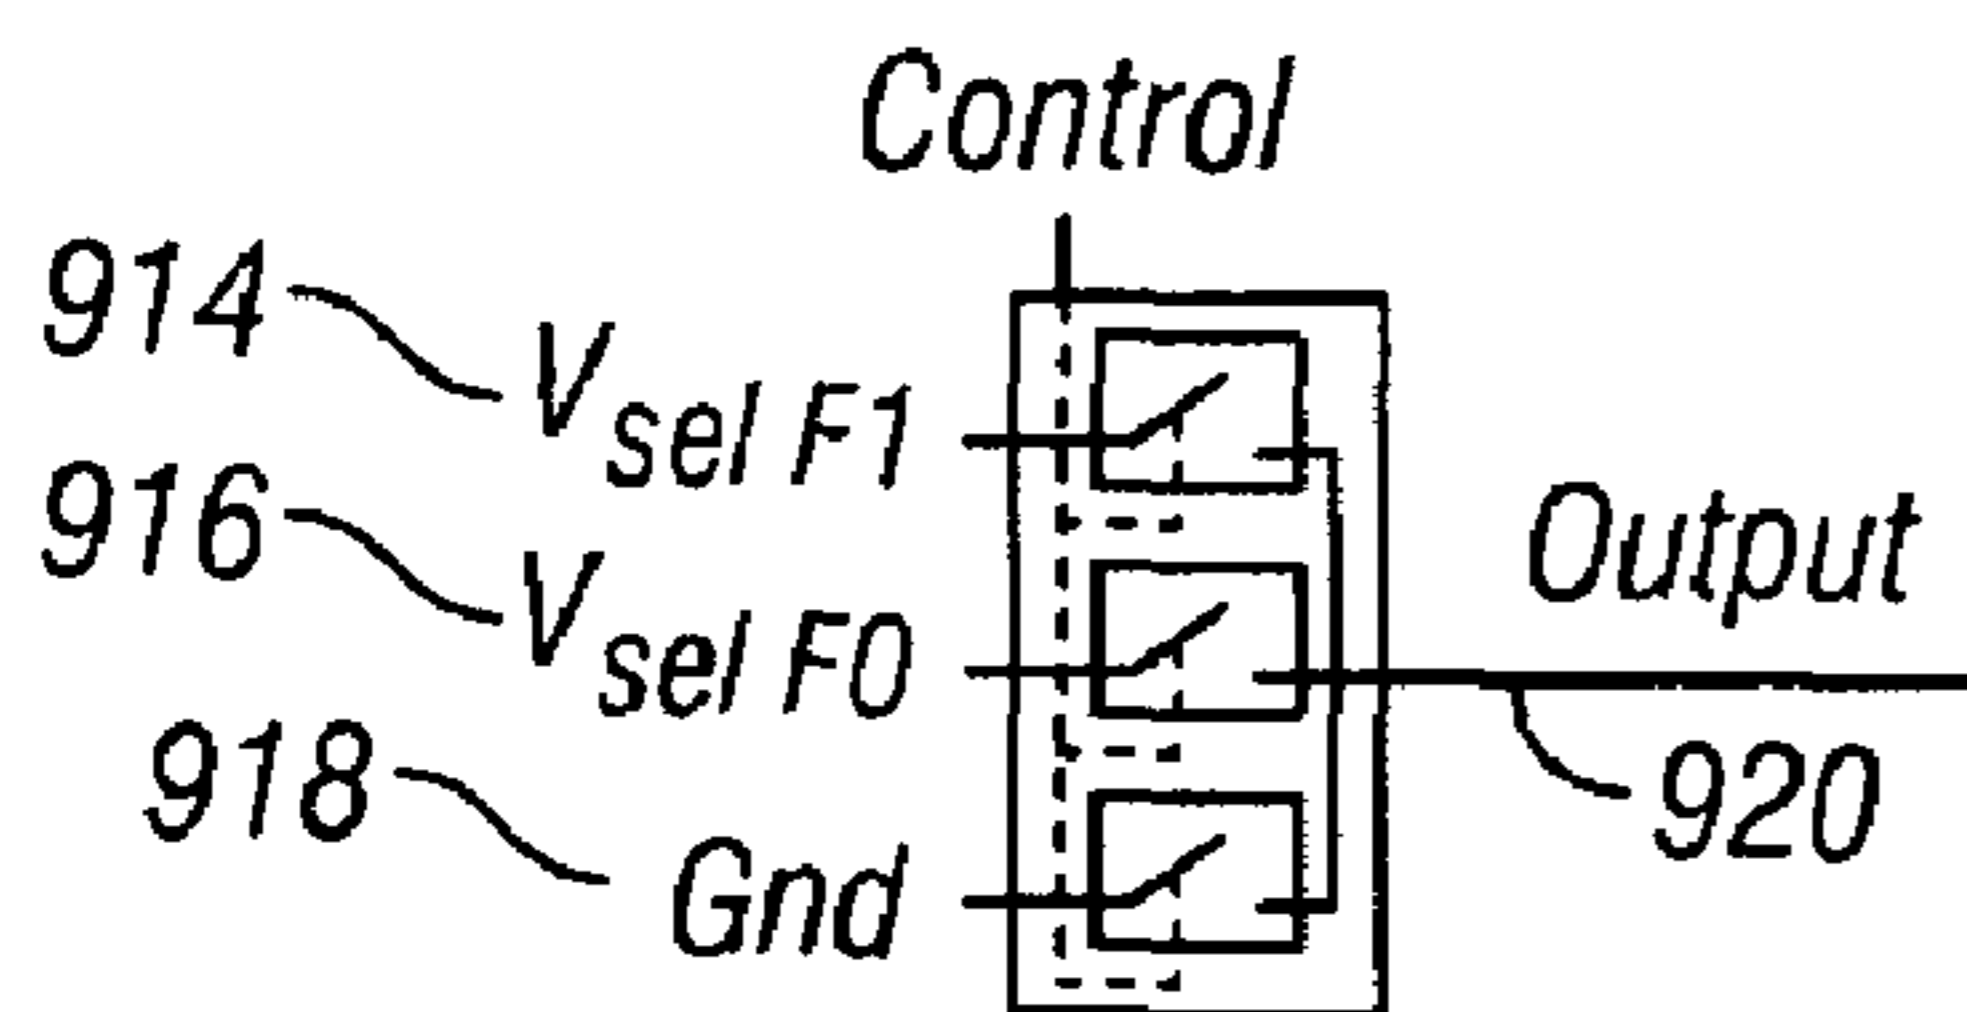 Control
914
V sel F1
916
V sel F0
Output
918
Gnd
920